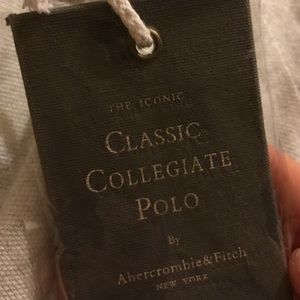 THE ICONIC
CLASSIC
COLLEGIATE
POLO
By
Abercrombie & Fitch
NEW YORK